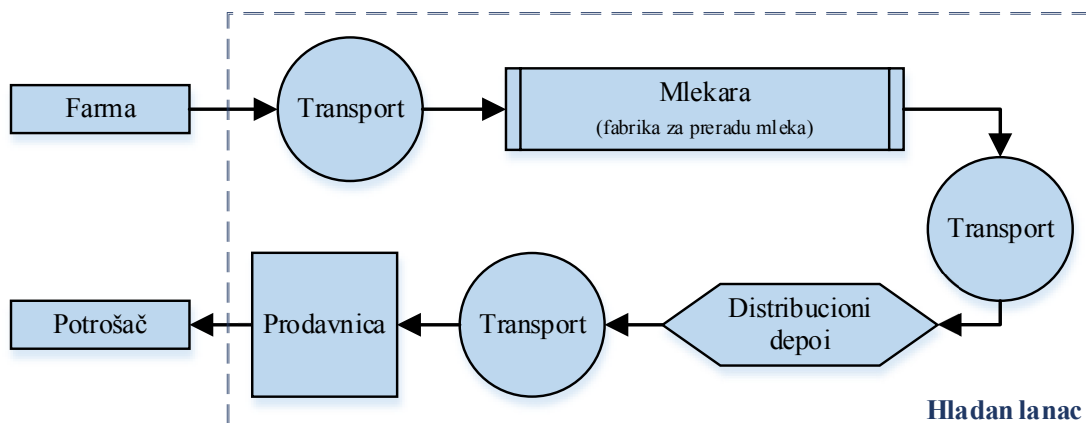 Farma
Transport
Mlekara
(fabrika za preradu mleka)
Transport
Distribucioni
depoi
Transport
Prodavnica
Potrošač
Hladan lanac